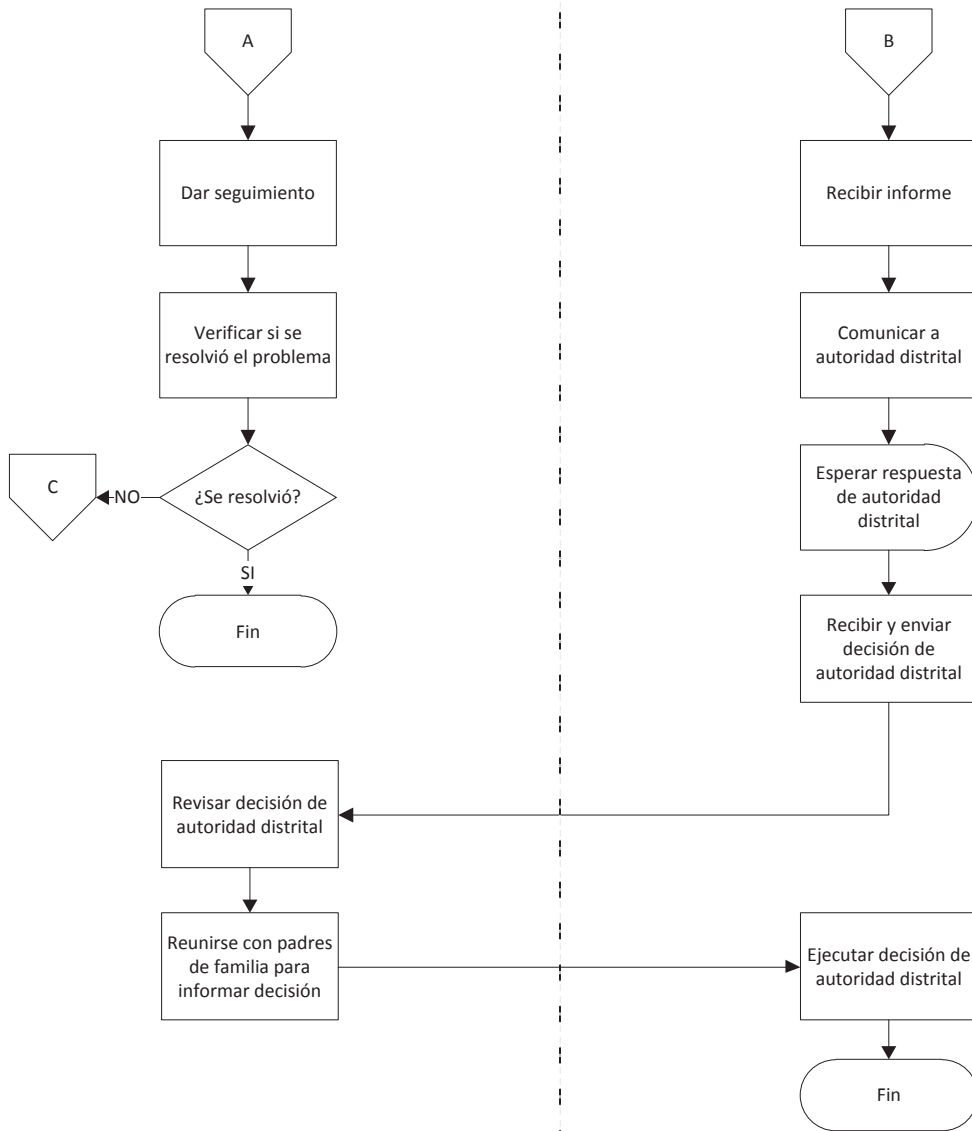 A
B
Dar seguimiento
Recibir informe
Verificar si se
resolvió el problema
Comunicar a
autoridad distrital
C
NO
¿Se resolvió?
Esperar respuesta
de autoridad
distrital
SI
Fin
Recibir y enviar
decisión de
autoridad distrital
Revisar decisión de
autoridad distrital
Reunirse con padres
de familia para
informar decisión
Ejecutar decisión de
autoridad distrital
Fin